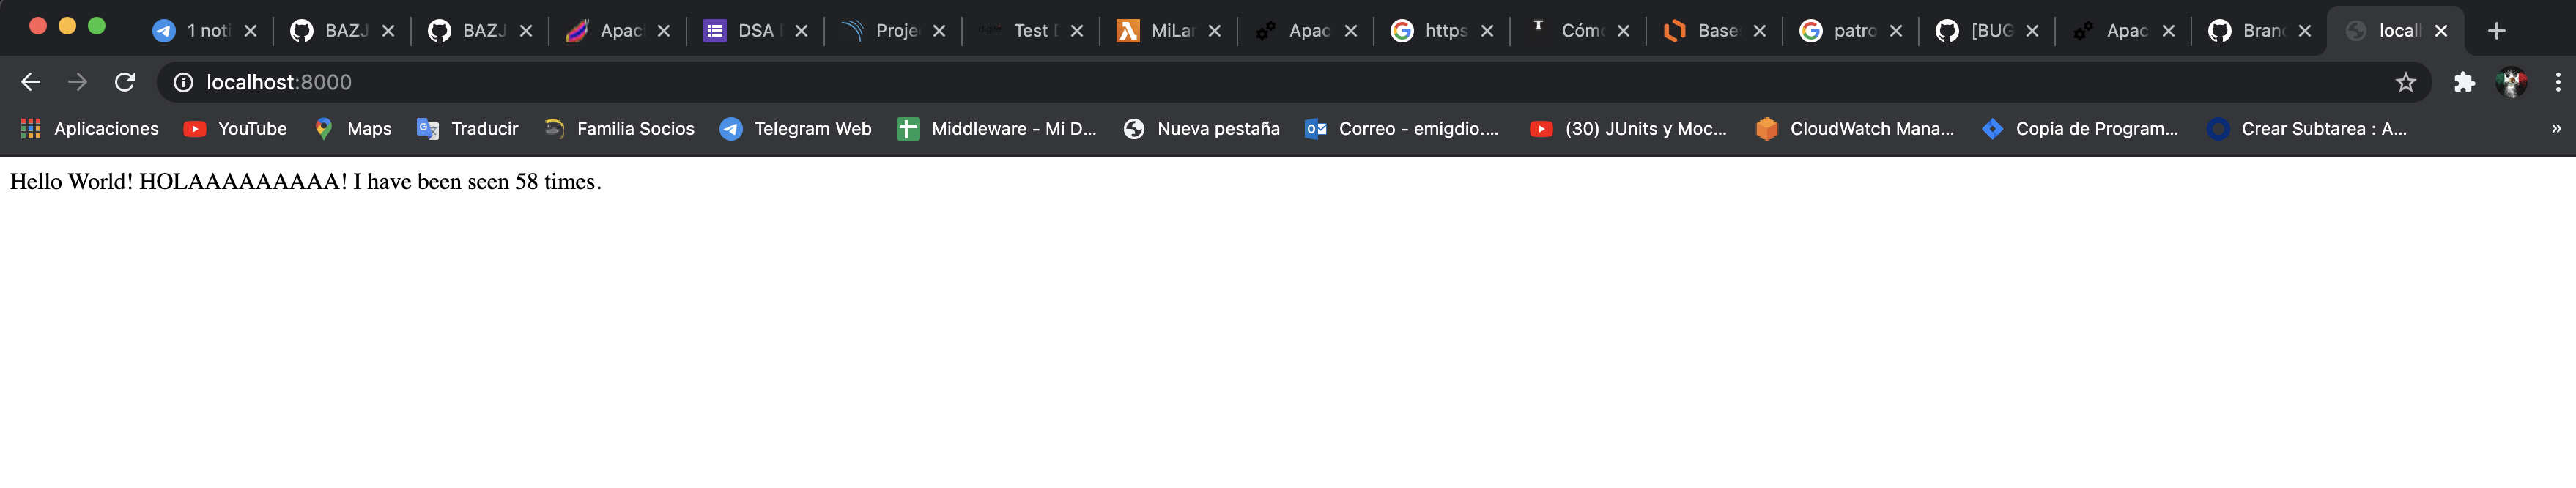 1 noti BAZJ BAZJ Apac DSA Proje Test D MiLar Apac https Cómo Base patro [BUG Apac Bran local
localhost:8000
Aplicaciones YouTube Maps Traducir Familia Socios Telegram Web Middleware - Mi D... Nueva pestaña Correo - emigdio.... (30) JUnits y Moc... CloudWatch Mana... Copia de Program... Crear Subtarea : A... »
Hello World! HOLAAAAAAAAA! I have been seen 58 times.